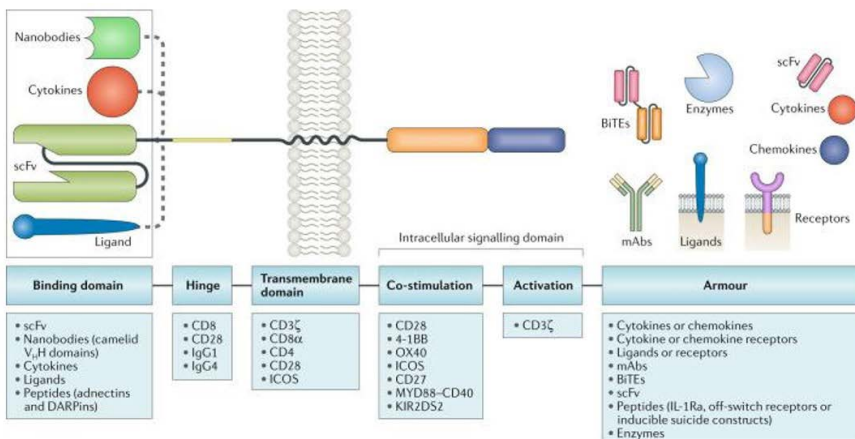 Nanobodies
Cytokines
scFv
Ligand
BiTEs
Enzymes
scFv
Cytokines
Chemokines
mAbs
Ligands
Receptors
Intracellular signalling domain
Binding domain
Hinge
Transmembrane
domain
Co-stimulation
Activation
Armour
• scFv
• Nanobodies (camelid
VHH domains)
• Cytokines
• Ligands
• Peptides (adnectins
and DARPins)
• CD8
• CD28
• IgG1
• IgG4
• CD3ζ
• CD8α
• CD4
• CD28
• ICOS
• CD28
• 4-1BB
• OX40
• ICOS
• CD27
• MYD88–CD40
• KIR2DS2
• CD3ζ
• Cytokines or chemokines
• Cytokine or chemokine receptors
• Ligands or receptors
• mAbs
• BiTEs
• scFv
• Peptides (IL-1Ra, off-switch receptors or
inducible suicide constructs)
• Enzymes